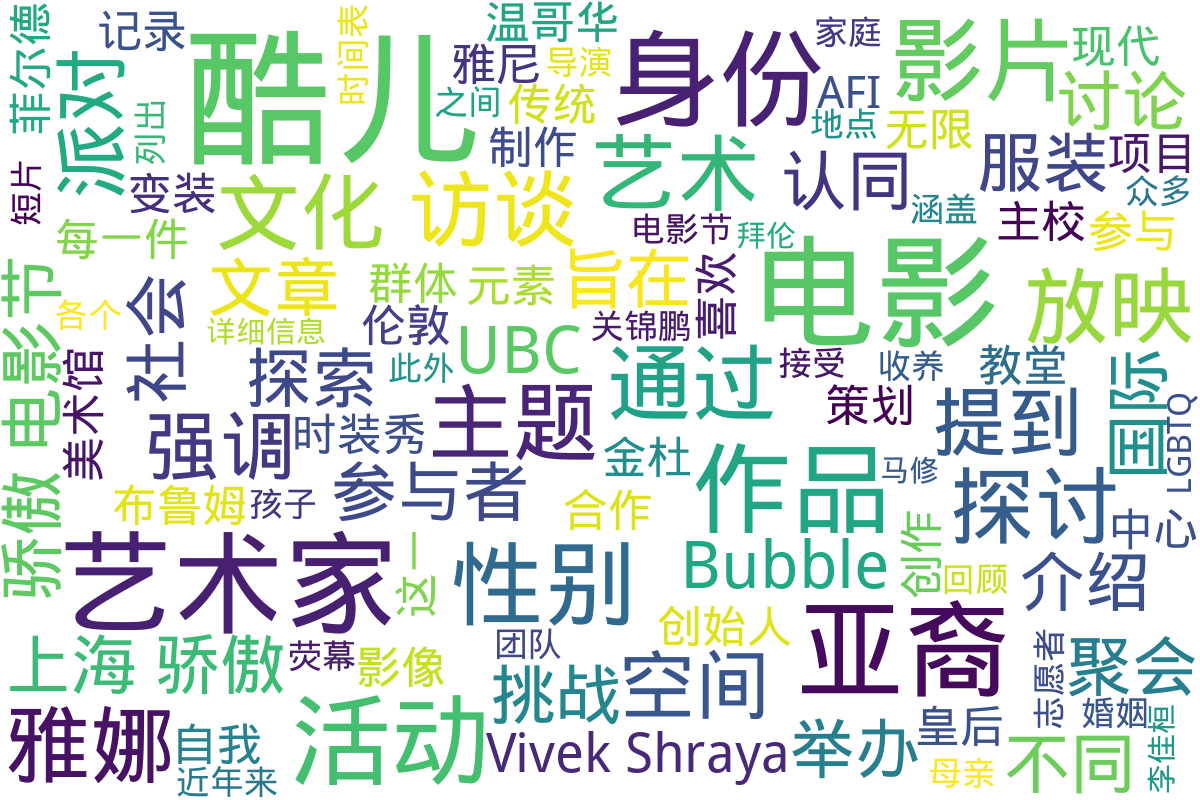 菲尔德
记录
酷儿
时间表
温哥华
雅尼
导演
之间
传统
身份
家庭
AFI
影片
现代
讨论
派对
列出
制作
艺术
地点
无限
认同
服装
项目
众多
短片
变装
文化
访谈
电影节
拜伦
涵盖
主校
参与
每一件
文章
群体
元素
旨在
喜欢
电影
放映
电影节
各个
社会
详细信息
伦敦
UBC
关锦鹏
美术馆
探索
此外
主题
通过
接受
收养
教堂
国际
策划
提到
LGBTQ
强调
时装秀
金杜
作品
马修
骄傲
布鲁姆
孩子
参与者
合作
探讨
中心
艺术家
这一
性别
Bubble
创作
回顾
介绍
上海
骄傲
荧幕
影像
团队
创始人
亚裔
志愿者
聚会
雅娜
自我
近年来
活动
挑战
空间
Vivek Shraya
举办
皇后
母亲
婚姻
不同
李佳桓